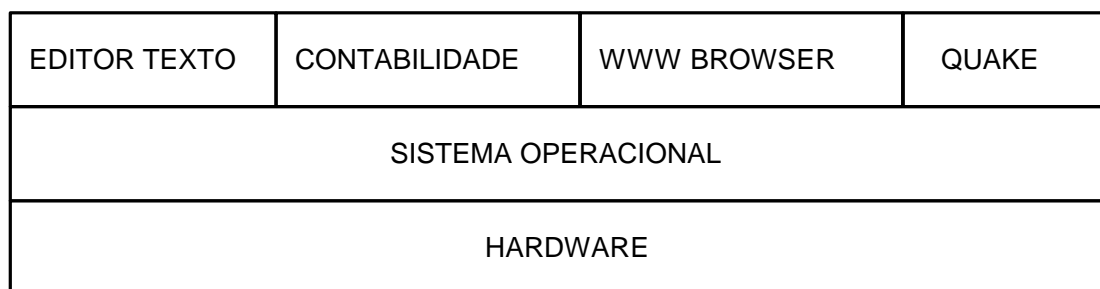 EDITOR TEXTO CONTABILIDADE WWW BROWSER QUAKE
SISTEMA OPERACIONAL
HARDWARE